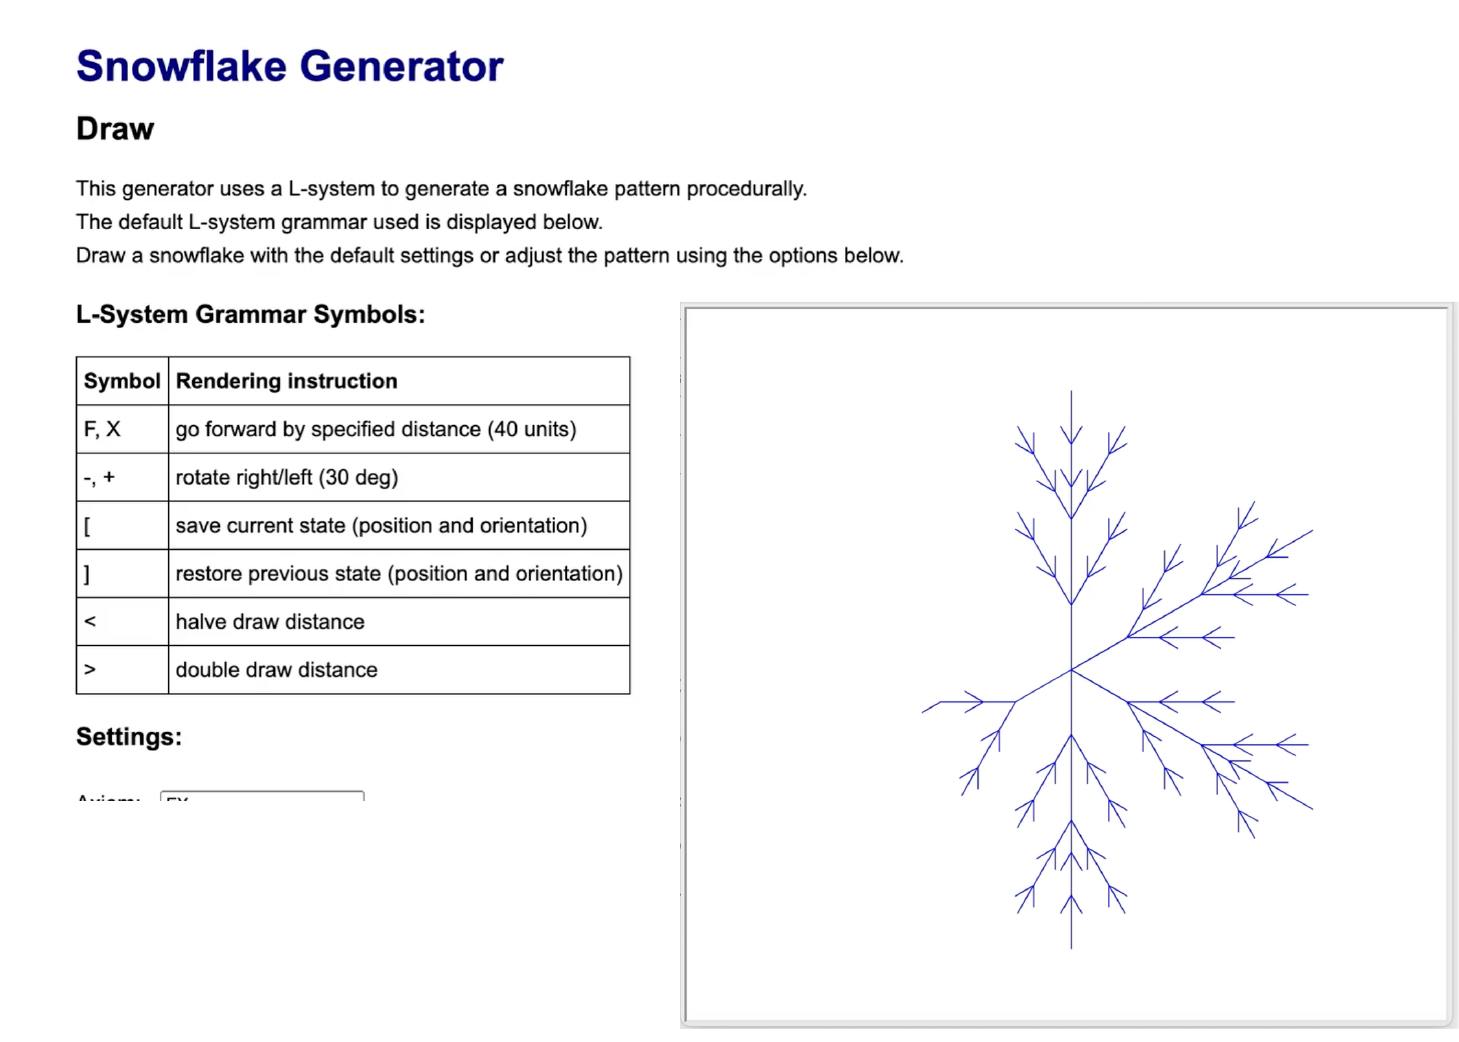 Snowflake Generator
Draw
This generator uses a L-system to generate a snowflake pattern procedurally.
The default L-system grammar used is displayed below.
Draw a snowflake with the default settings or adjust the pattern using the options below.
L-System Grammar Symbols:
Symbol Rendering instruction
F, X go forward by specified distance (40 units)
-, + rotate right/left (30 deg)
[ save current state (position and orientation)
] restore previous state (position and orientation)
< halve draw distance
> double draw distance
Settings: